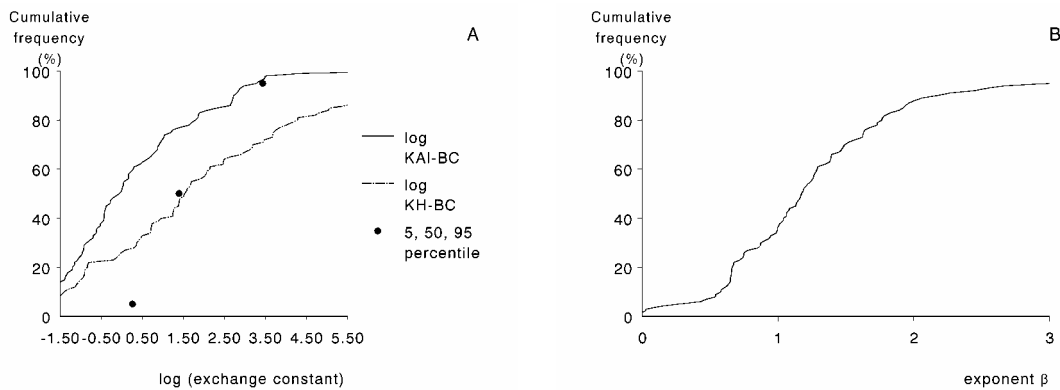 Cumulative
frequency
(%)
A
100
80
60
40
20
0
-1.50 -0.50 0.50 1.50 2.50 3.50 4.50 5.50
log (exchange constant)
log
KAl-BC
log
KH-BC
5, 50, 95
percentile
Cumulative
frequency
(%)
B
100
80
60
40
20
0
0 1 2 3
exponent β